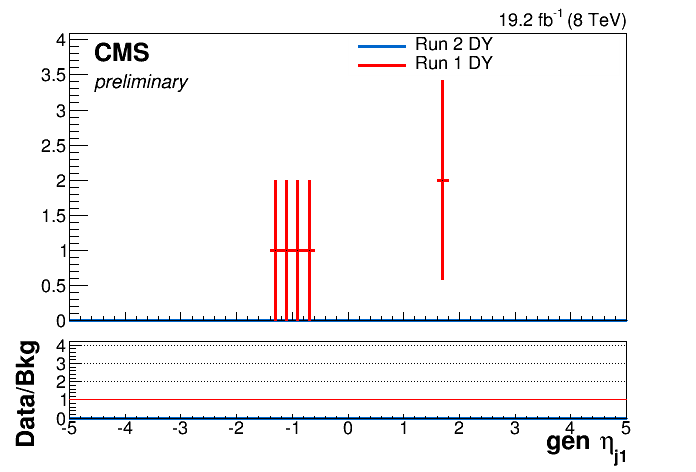 19.2 fb-1 (8 TeV)
CMS
preliminary
Run 2 DY
Run 1 DY
4
3.5
3
2.5
2
1.5
1
0.5
0
Data/Bkg
4
3
2
1
0
-5 -4 -3 -2 -1 0 1 2 3 4 5
gen ηj1